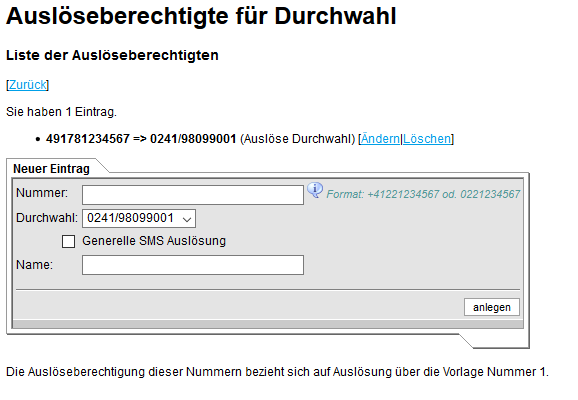 Auslöseberechtigte für Durchwahl
Liste der Auslöseberechtigten
[Zurück]
Sie haben 1 Eintrag.
• 491781234567 => 0241/98099001 (Auslöse Durchwahl) [Ändern|Löschen]
Neuer Eintrag
Nummer: Format: +41221234567 od. 0221234567
Durchwahl: 0241/98099001
Generelle SMS Auslösung
Name:
anlegen
Die Auslöseberechtigung dieser Nummern bezieht sich auf Auslösung über die Vorlage Nummer 1.